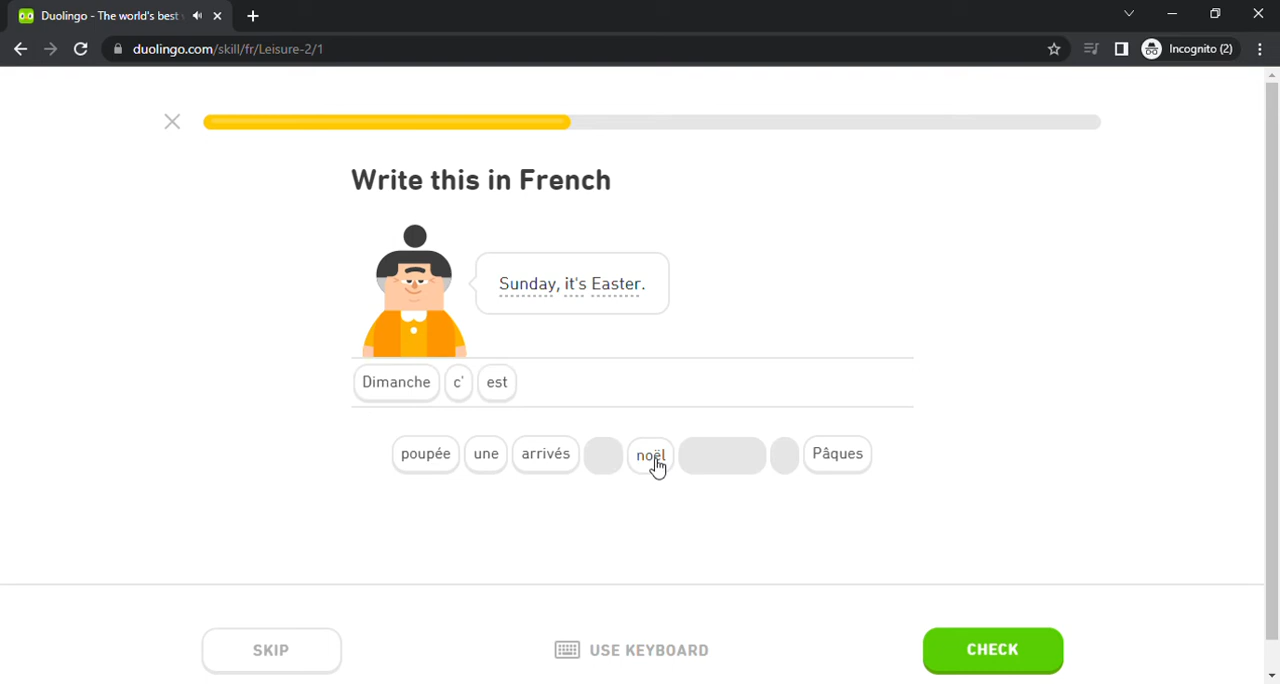 Duolingo - The world's best
duolingo.com/skill/fr/Leisure-2/1
Incognito (2)
Write this in French
Sunday, it's Easter.
Dimanche c' est
poupée une arrivés noël Pâques
SKIP USE KEYBOARD CHECK